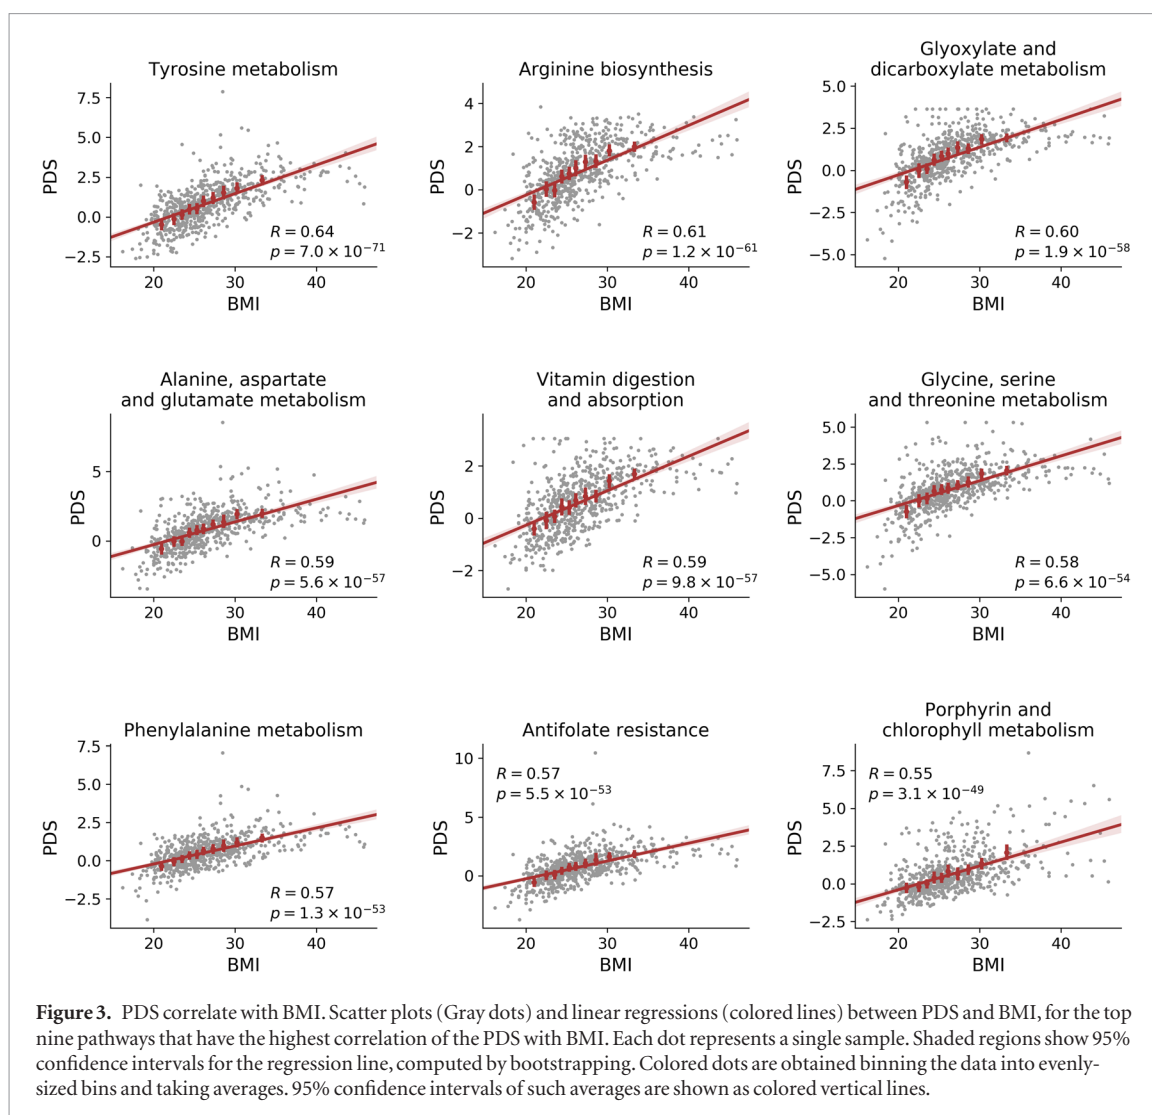 Tyrosine metabolism
7.5
5.0
2.5
0.0
−2.5
PDS
R = 0.64
p = 7.0 × 10⁻⁷¹
20 30 40
BMI
Arginine biosynthesis
4
2
0
−2
PDS
R = 0.61
p = 1.2 × 10⁻⁶¹
20 30 40
BMI
Glyoxylate and
dicarboxylate metabolism
5.0
2.5
0.0
−2.5
−5.0
PDS
R = 0.60
p = 1.9 × 10⁻⁵⁸
20 30 40
BMI
Alanine, aspartate
and glutamate metabolism
5
0
PDS
R = 0.59
p = 5.6 × 10⁻⁵⁷
20 30 40
BMI
Vitamin digestion
and absorption
2
0
−2
PDS
R = 0.59
p = 9.8 × 10⁻⁵⁷
20 30 40
BMI
Glycine, serine
and threonine metabolism
5.0
2.5
0.0
−2.5
−5.0
PDS
R = 0.58
p = 6.6 × 10⁻⁵⁴
20 30 40
BMI
Phenylalanine metabolism
7.5
5.0
2.5
0.0
−2.5
PDS
R = 0.57
p = 1.3 × 10⁻⁵³
20 30 40
BMI
Antifolate resistance
10
5
0
PDS
R = 0.57
p = 5.5 × 10⁻⁵³
20 30 40
BMI
Porphyrin and
chlorophyll metabolism
7.5
5.0
2.5
0.0
−2.5
PDS
R = 0.55
p = 3.1 × 10⁻⁴⁹
20 30 40
BMI
Figure 3. PDS correlate with BMI. Scatter plots (Gray dots) and linear regressions (colored lines) between PDS and BMI, for the top
nine pathways that have the highest correlation of the PDS with BMI. Each dot represents a single sample. Shaded regions show 95%
confidence intervals for the regression line, computed by bootstrapping. Colored dots are obtained binning the data into evenly-
sized bins and taking averages. 95% confidence intervals of such averages are shown as colored vertical lines.